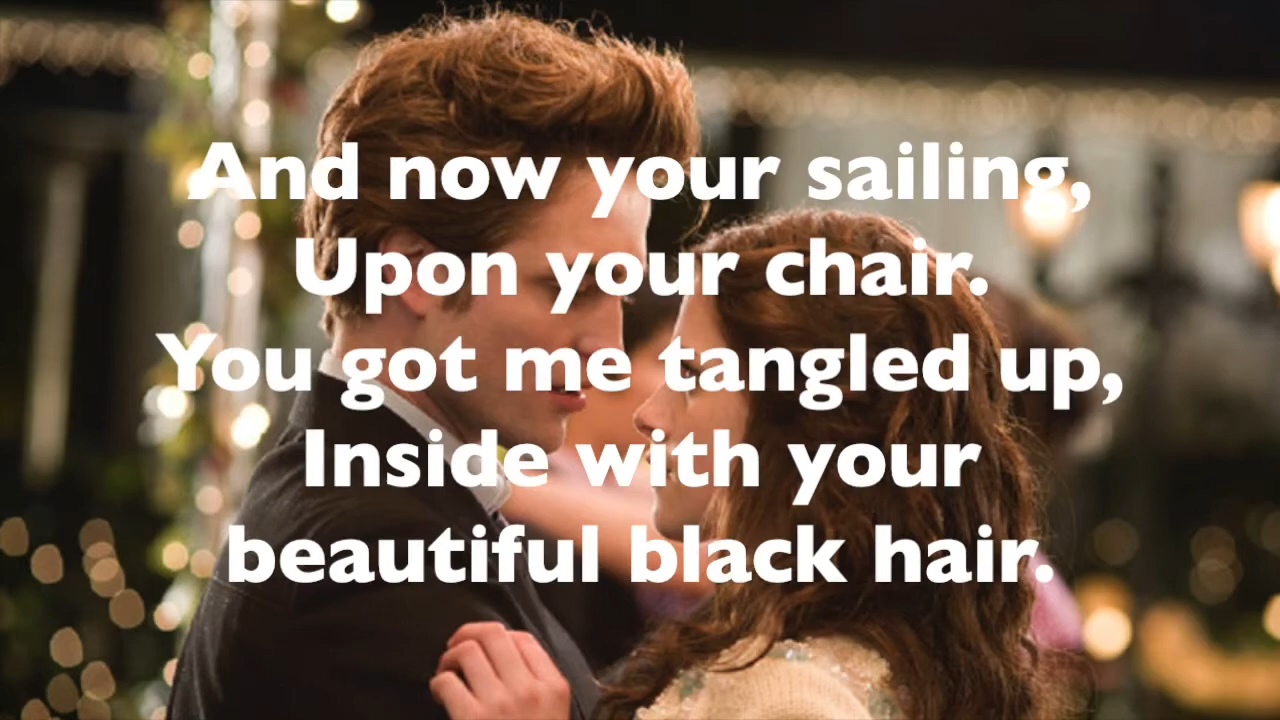 And now your sailing,
Upon your chair.
You got me tangled up,
Inside with your
beautiful black hair.